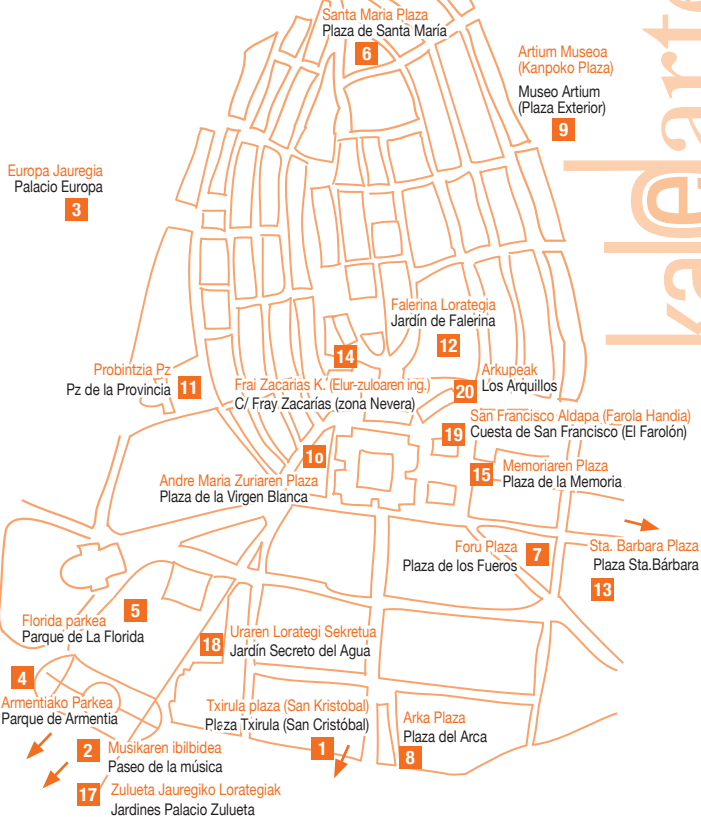 Santa Maria Plaza
Plaza de Santa María
6
Artium Museoa
(Kanpoko Plaza)
Museo Artium
(Plaza Exterior)
9
kaledarte
Europa Jauregia
Palacio Europa
3
Falerina Lorategia
Jardín de Falerina
12
14
Probintzia Pz
Pz de la Provincia
11
Frai Zacarias K. (Elur-zuloaren ing.)
C/ Fray Zacarías (zona Nevera)
Arkupeak
Los Arquillos
20
San Francisco Aldapa (Farola Handia)
Cuesta de San Francisco (El Farolón)
19
1o
Andre Maria Zuriaren Plaza
Plaza de la Virgen Blanca
15
Memoriaren Plaza
Plaza de la Memoria
Foru Plaza
Plaza de los Fueros
7
Sta. Barbara Plaza
Plaza Sta.Bárbara
13
5
Florida parkea
Parque de La Florida
18
Uraren Lorategi Sekretua
Jardín Secreto del Agua
4
Armentiako Parkea
Parque de Armentia
Txirula plaza (San Kristobal)
Plaza Txirula (San Cristóbal)
1
Arka Plaza
Plaza del Arca
8
2
Musikaren ibilbidea
Paseo de la música
17
Zulueta Jauregiko Lorategiak
Jardines Palacio Zulueta